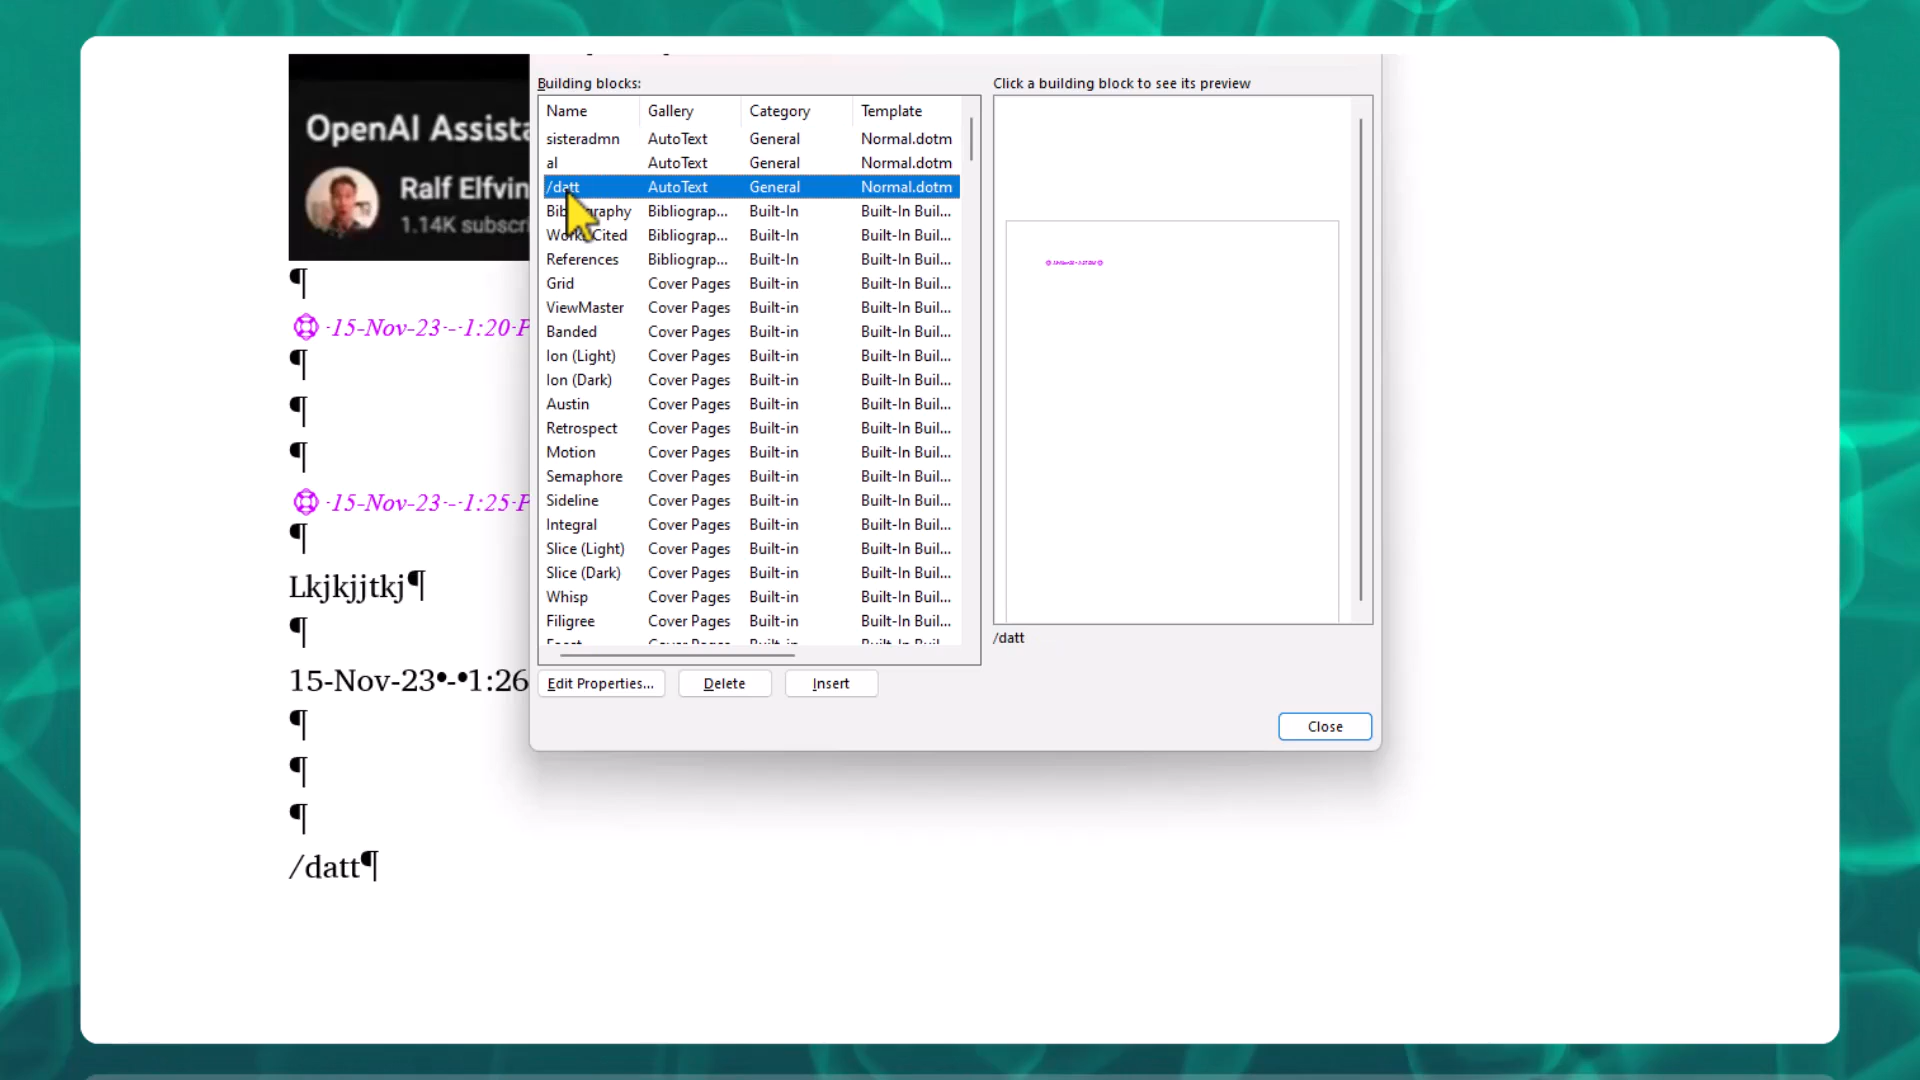 OpenAI Assista
Ralf Elfvin
1.14K subscri
¶
·15-Nov-23·-·1:20·P
¶
¶
¶
·15-Nov-23·-·1:25·P
¶
Lkjkjjtkj¶
¶
15-Nov-23•-•1:26
¶
¶
¶
/datt¶
Building blocks:
Name Gallery Category Template
sisteradmn AutoText General Normal.dotm
al AutoText General Normal.dotm
/datt AutoText General Normal.dotm
Bibliography Bibliograp... Built-In Built-In Buil...
Works Cited Bibliograp... Built-In Built-In Buil...
References Bibliograp... Built-In Built-In Buil...
Grid Cover Pages Built-in Built-In Buil...
ViewMaster Cover Pages Built-in Built-In Buil...
Banded Cover Pages Built-in Built-In Buil...
Ion (Light) Cover Pages Built-in Built-In Buil...
Ion (Dark) Cover Pages Built-in Built-In Buil...
Austin Cover Pages Built-in Built-In Buil...
Retrospect Cover Pages Built-in Built-In Buil...
Motion Cover Pages Built-in Built-In Buil...
Semaphore Cover Pages Built-in Built-In Buil...
Sideline Cover Pages Built-in Built-In Buil...
Integral Cover Pages Built-in Built-In Buil...
Slice (Light) Cover Pages Built-in Built-In Buil...
Slice (Dark) Cover Pages Built-in Built-In Buil...
Whisp Cover Pages Built-in Built-In Buil...
Filigree Cover Pages Built-in Built-In Buil...
Edit Properties... Delete Insert
Click a building block to see its preview
/datt
Close